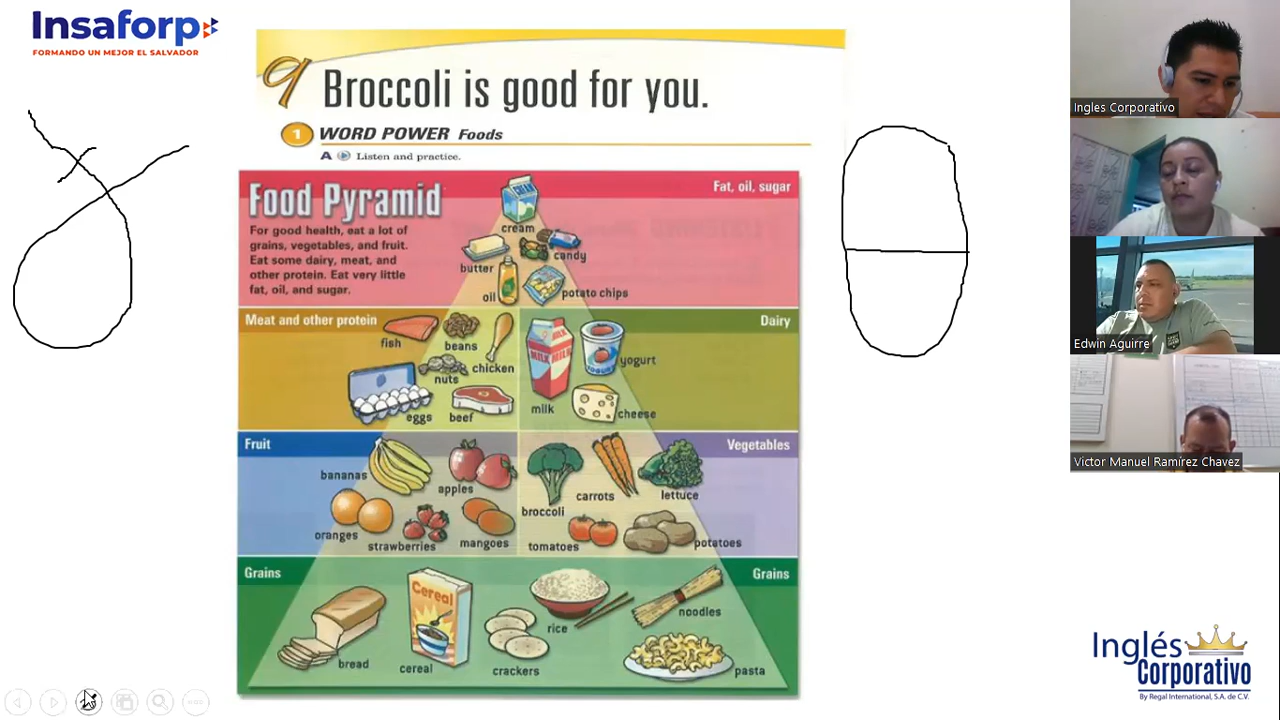 Insaforp
FORMANDO UN MEJOR EL SALVADOR
9 Broccoli is good for you.
1 WORD POWER Foods
A Listen and practice.
Food Pyramid
For good health, eat a lot of
grains, vegetables, and fruit.
Eat some dairy, meat, and
other protein. Eat very little
fat, oil, and sugar.
Fat, oil, sugar
CREAM
cream
butter
candy
oil
potato chips
Meat and other protein
fish
beans
chicken
nuts
eggs
beef
Dairy
MILK MILK
milk
YOGURT
yogurt
cheese
Fruit
bananas
apples
oranges
strawberries
mangoes
Vegetables
broccoli
carrots
lettuce
tomatoes
potatoes
Grains
Grains
bread
Cereal
cereal
crackers
rice
noodles
pasta
Ingles Corporativo
Edwin Aguirre
Victor Manuel Ramírez Chavez
Inglés
Corporativo
By Regal International, S.A. de C.V.